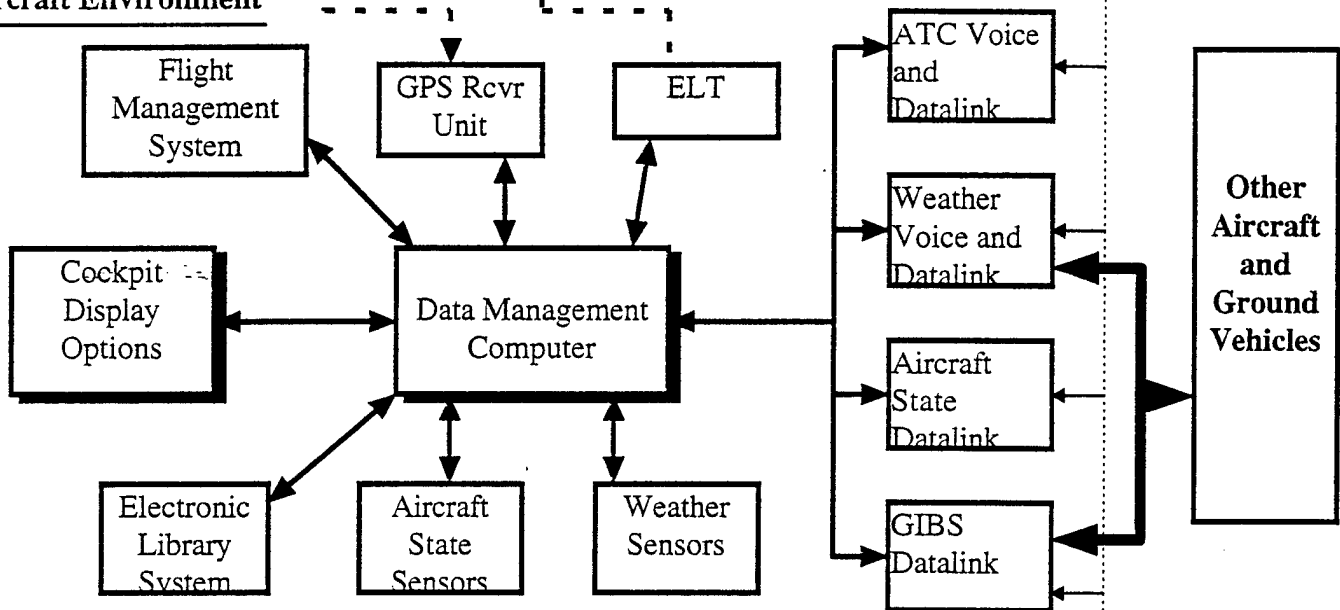 rcraft Environment
Flight
Management
System
GPS Rcvr
Unit
ELT
ATC Voice
and
Datalink
Weather
Voice and
Datalink
Other
Aircraft
and
Ground
Vehicles
Cockpit
Display
Options
Data Management
Computer
Aircraft
State
Datalink
Electronic
Library
System
Aircraft
State
Sensors
Weather
Sensors
GIBS
Datalink